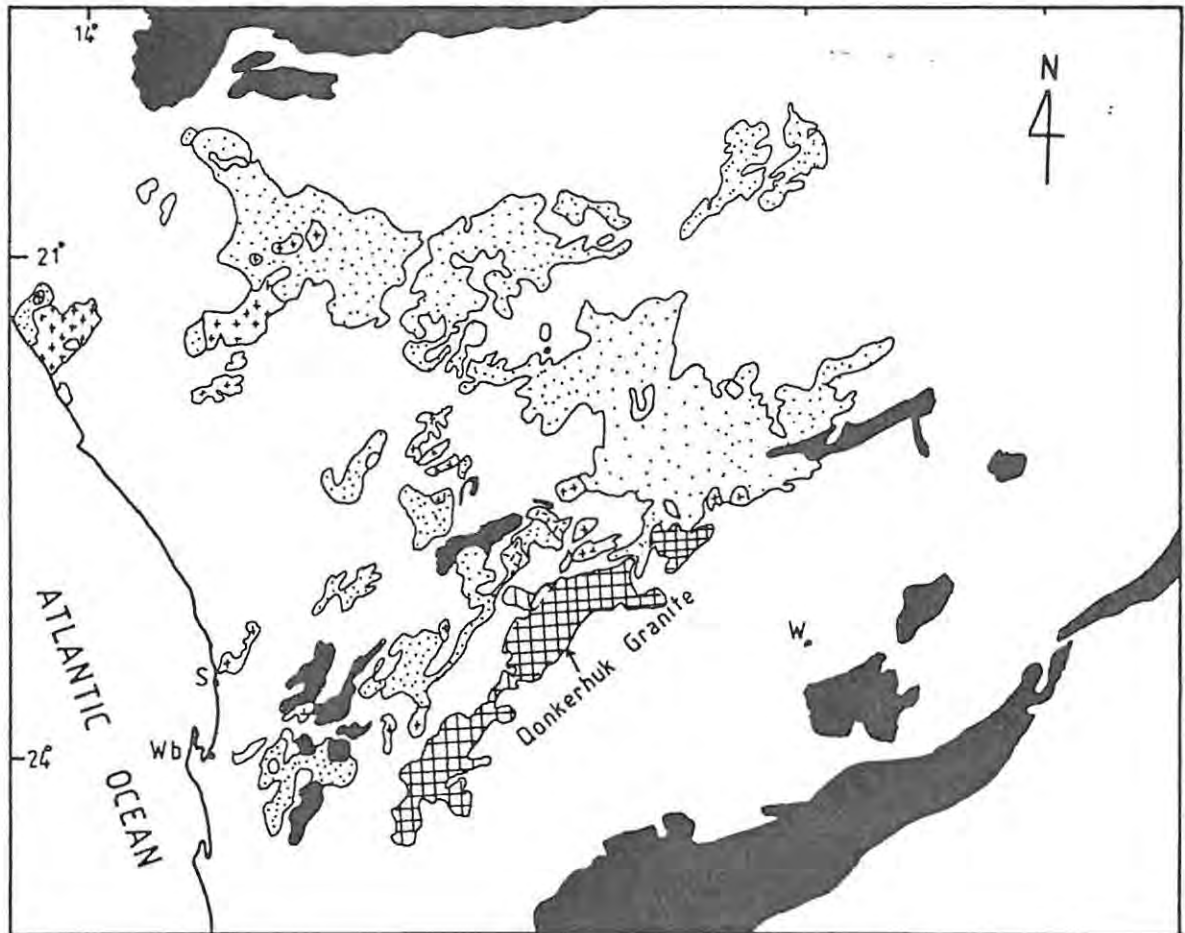 14°
N
21°
O
U
ATLANTIC OCEAN
S
W
Donkerhuk Granite
Wb
24°